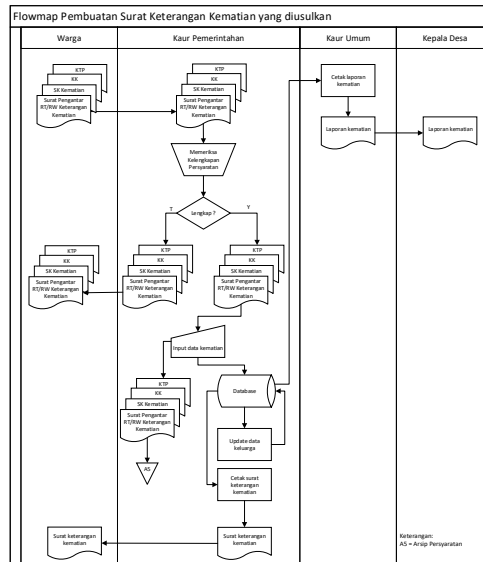 Flowmap Pembuatan Surat Keterangan Kematian yang diusulkan
Warga
Kaur Pemerintahan
Kaur Umum
Kepala Desa
KTP
KK
SK Kematian
Surat Pengantar
RT/RW Keterangan
Kematian
KTP
KK
SK Kematian
Surat Pengantar
RT/RW Keterangan
Kematian
Cetak laporan
kematian
Laporan kematian
Laporan kematian
Memeriksa
Kelengkapan
Persyaratan
Lengkap ?
T
Y
KTP
KK
SK Kematian
Surat Pengantar
RT/RW Keterangan
Kematian
KTP
KK
SK Kematian
Surat Pengantar
RT/RW Keterangan
Kematian
KTP
KK
SK Kematian
Surat Pengantar
RT/RW Keterangan
Kematian
Input data kematian
KTP
KK
SK Kematian
Surat Pengantar
RT/RW Keterangan
Kematian
Database
Update data
keluarga
AS
Cetak surat
keterangan
kematian
Surat keterangan
kematian
Surat keterangan
kematian
Keterangan:
AS = Arsip Persyaratan